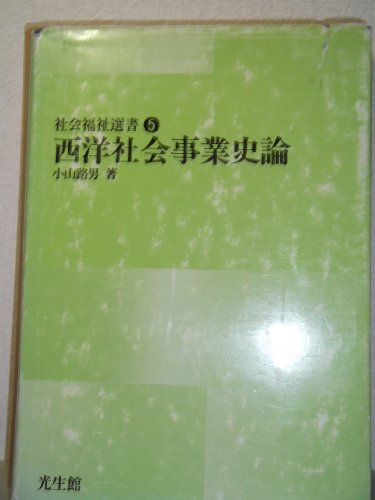 社会福祉選書❺
西洋社会事業史論
小山路男 著
光生館